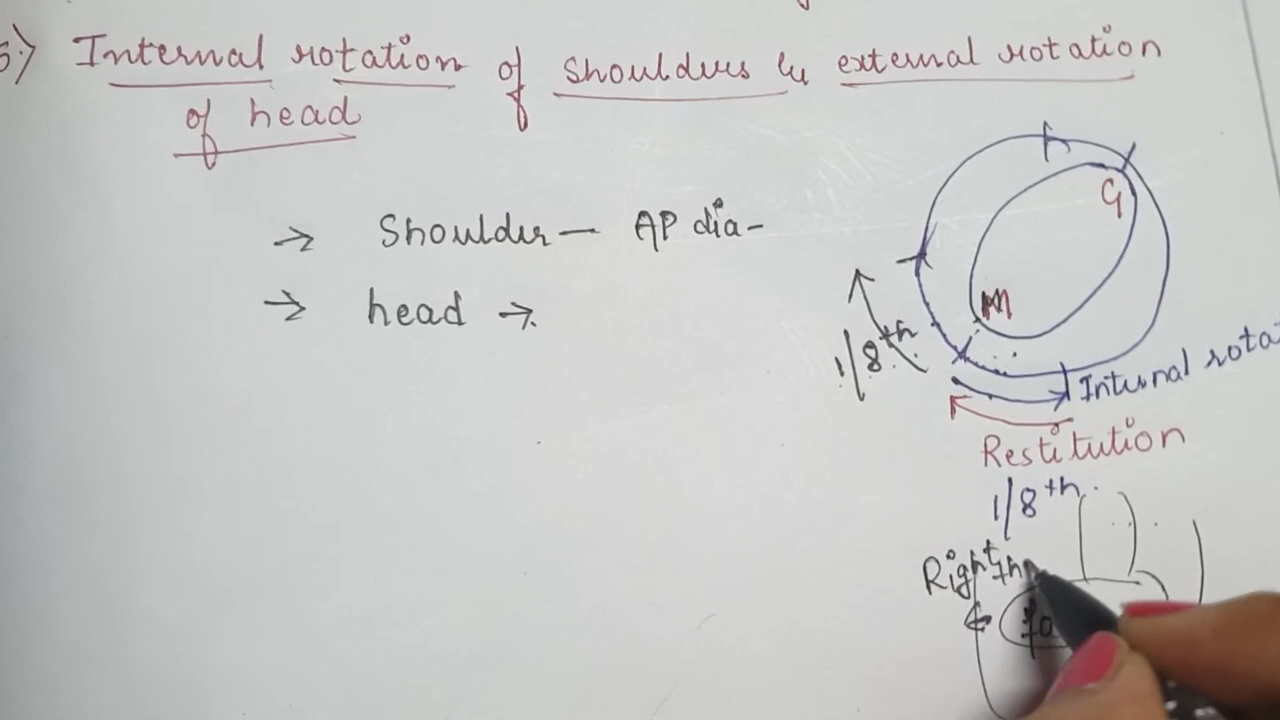 5.) Internal rotation of shoulders & external rotation
of head
→ Shoulder — AP dia-
→ head →
G
M
1/8th
Internal rota
Restitution
1/8th.
Right th